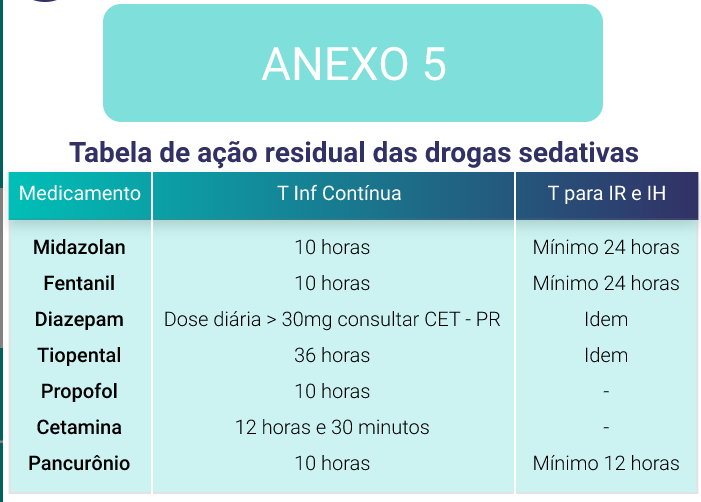 ANEXO 5
Tabela de ação residual das drogas sedativas
Medicamento T Inf Contínua T para IR e IH
Midazolan 10 horas Mínimo 24 horas
Fentanil 10 horas Mínimo 24 horas
Diazepam Dose diária > 30mg consultar CET - PR Idem
Tiopental 36 horas Idem
Propofol 10 horas -
Cetamina 12 horas e 30 minutos -
Pancurônio 10 horas Mínimo 12 horas